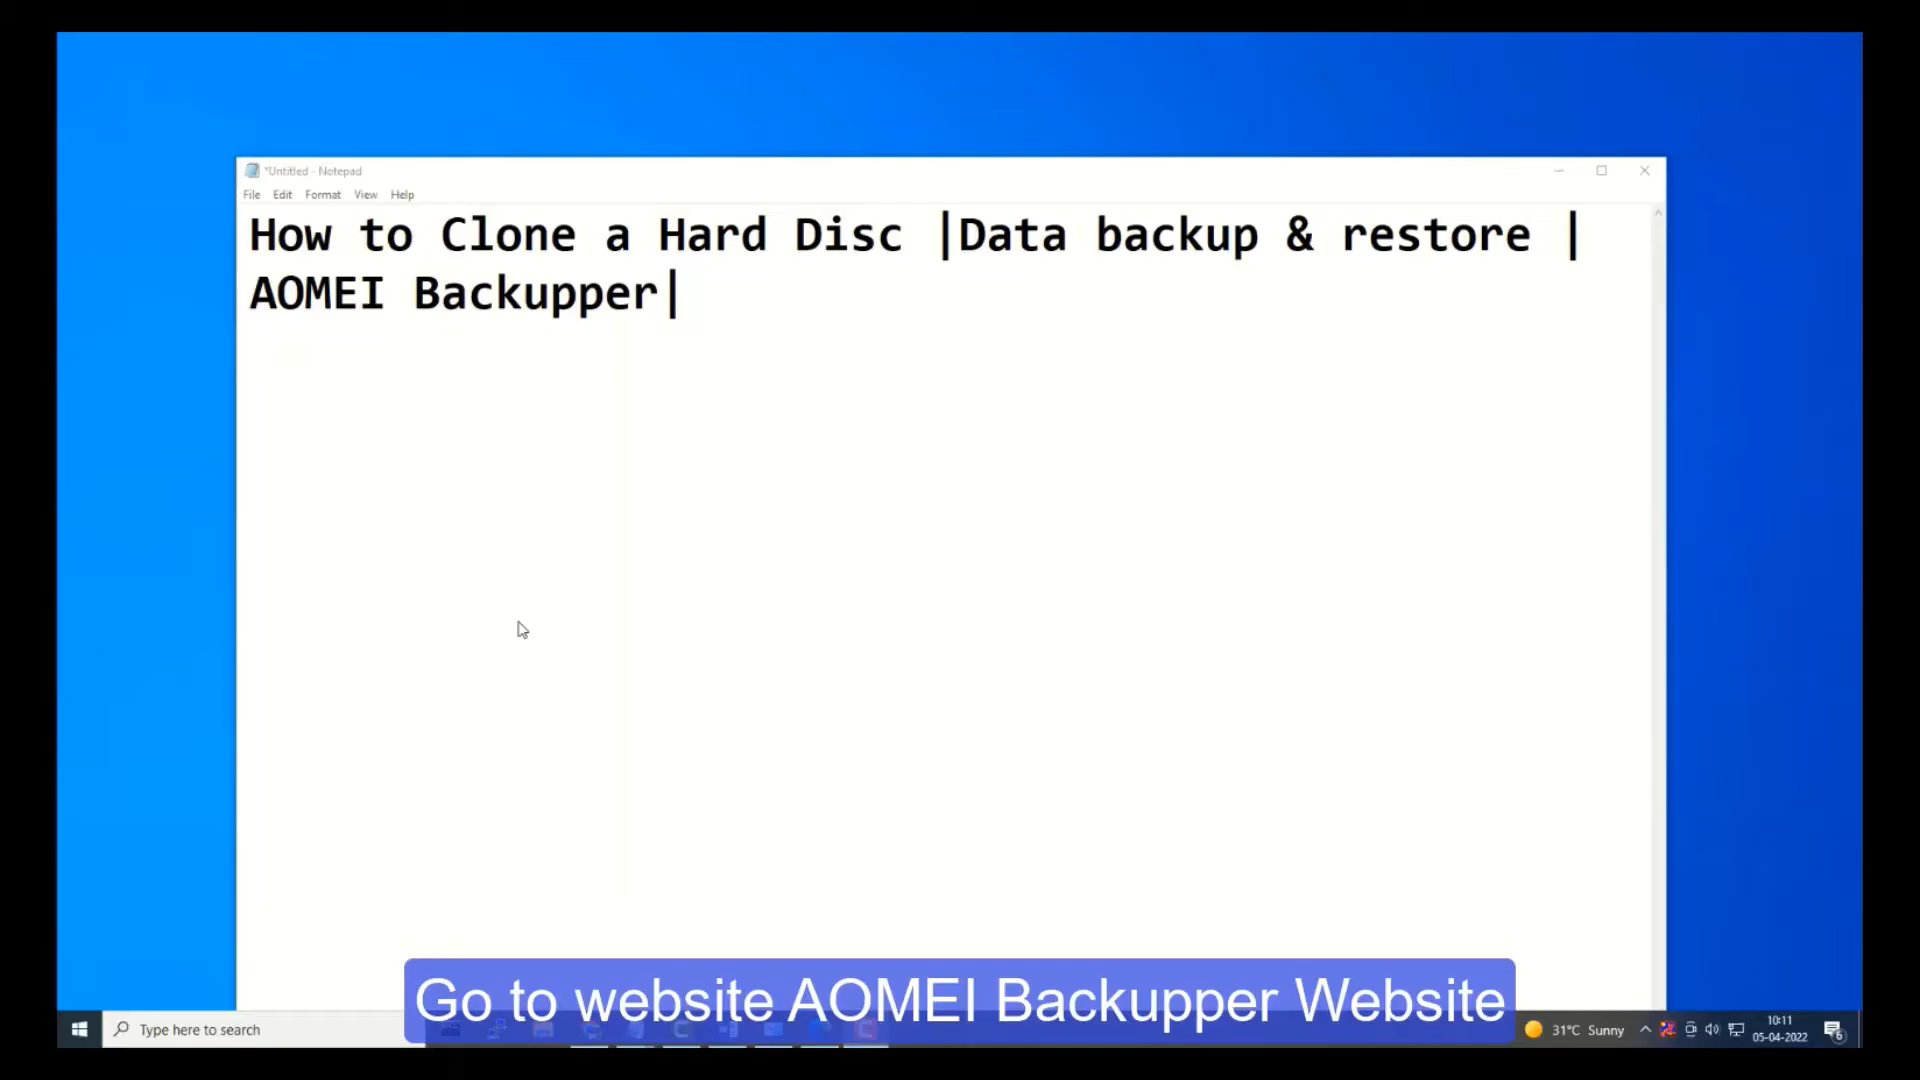 *Untitled - Notepad
File Edit Format View Help
How to Clone a Hard Disc |Data backup & restore |
AOMEI Backupper|
Go to website AOMEI Backupper Website
Type here to search
31°C Sunny
10:11
05-04-2022
6